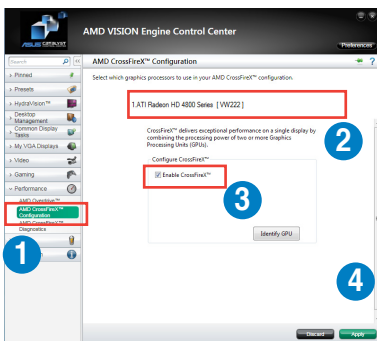 AMD VISION Engine Control Center
ASUS CATALYST
Preferences
Search
AMD CrossFireX™ Configuration
?
Pinned
Presets
HydraVision™
Desktop
Management
Common Display
Tasks
My VGA Displays
Video
Gaming
Performance
AMD Overdrive™
AMD CrossFireX™
Configuration
AMD CrossFireX™
Diagnostics
Select which graphics processors to use in your AMD CrossFireX™ configuration.
1.ATI Radeon HD 4800 Series [ VW222 ]
CrossFireX™ delivers exceptional performance on a single display by
combining the processing power of two or more Graphics
Processing Units (GPUs).
Configure CrossFireX™
Enable CrossFireX™
Identify GPU
1
2
3
4
Discard
Apply